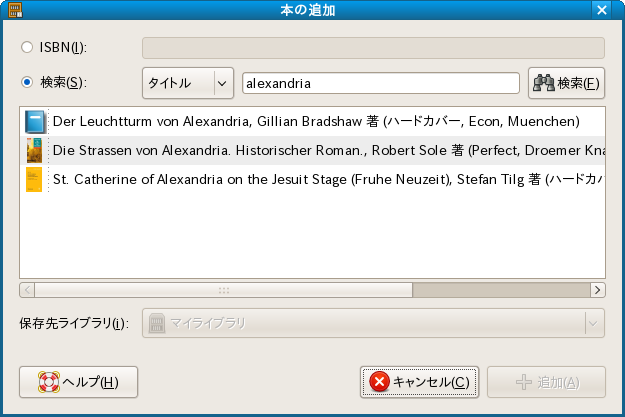 本の追加
ISBN(I):
検索(S): タイトル alexandria 検索(F)
Der Leuchtturm von Alexandria, Gillian Bradshaw 著 (ハードカバー, Econ, Muenchen)
Die Strassen von Alexandria. Historischer Roman., Robert Sole 著 (Perfect, Droemer Kna
St. Catherine of Alexandria on the Jesuit Stage (Fruhe Neuzeit), Stefan Tilg 著 (ハードカバ
保存先ライブラリ(i): マイライブラリ
ヘルプ(H) キャンセル(C) 追加(A)